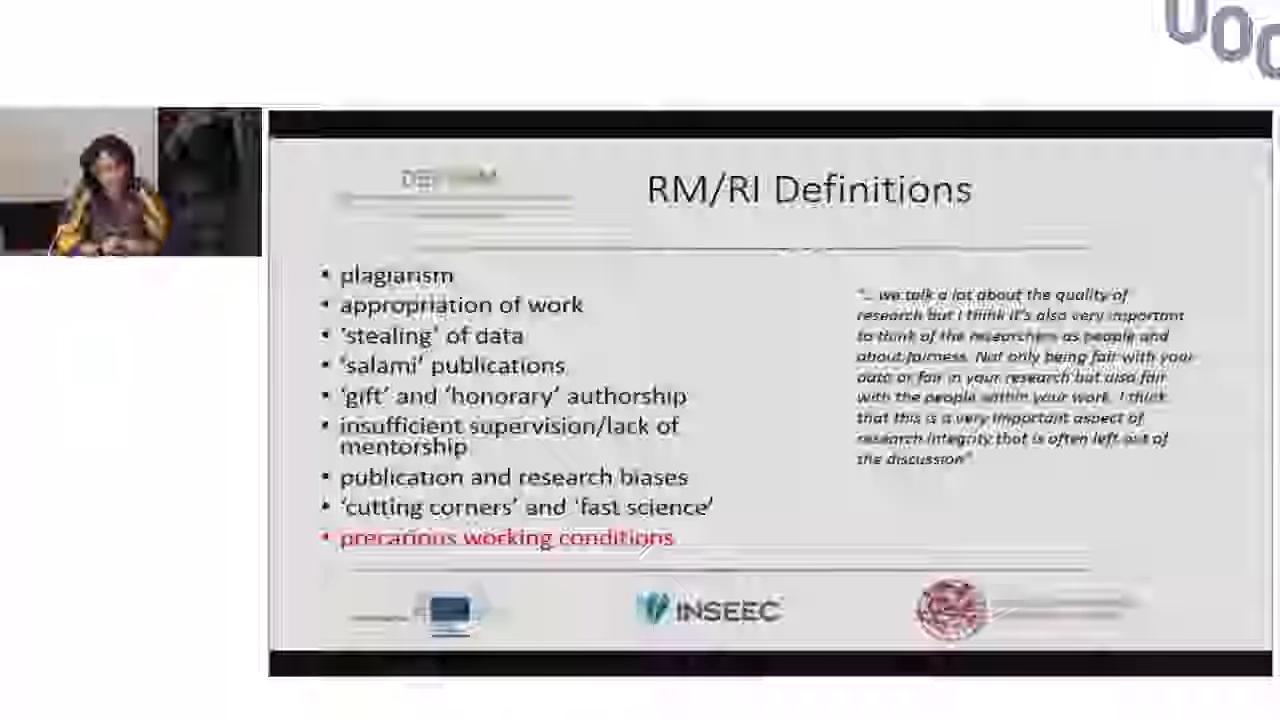 UOC
RM/RI Definitions
• plagiarism
• appropriation of work
• 'stealing' of data
• 'salami' publications
• 'gift' and 'honorary' authorship
• insufficient supervision/lack of
mentorship
• publication and research biases
• 'cutting corners' and 'fast science'
• precarious working conditions
"... we talk a lot about the quality of
research but I think it's also very important
to think of the researchers as people and
about fairness. Not only being fair with your
data or fair in your research but also fair
with the people within your work. I think
that this is a very important aspect of
research integrity that is often left out of
the discussion"
INSEEC